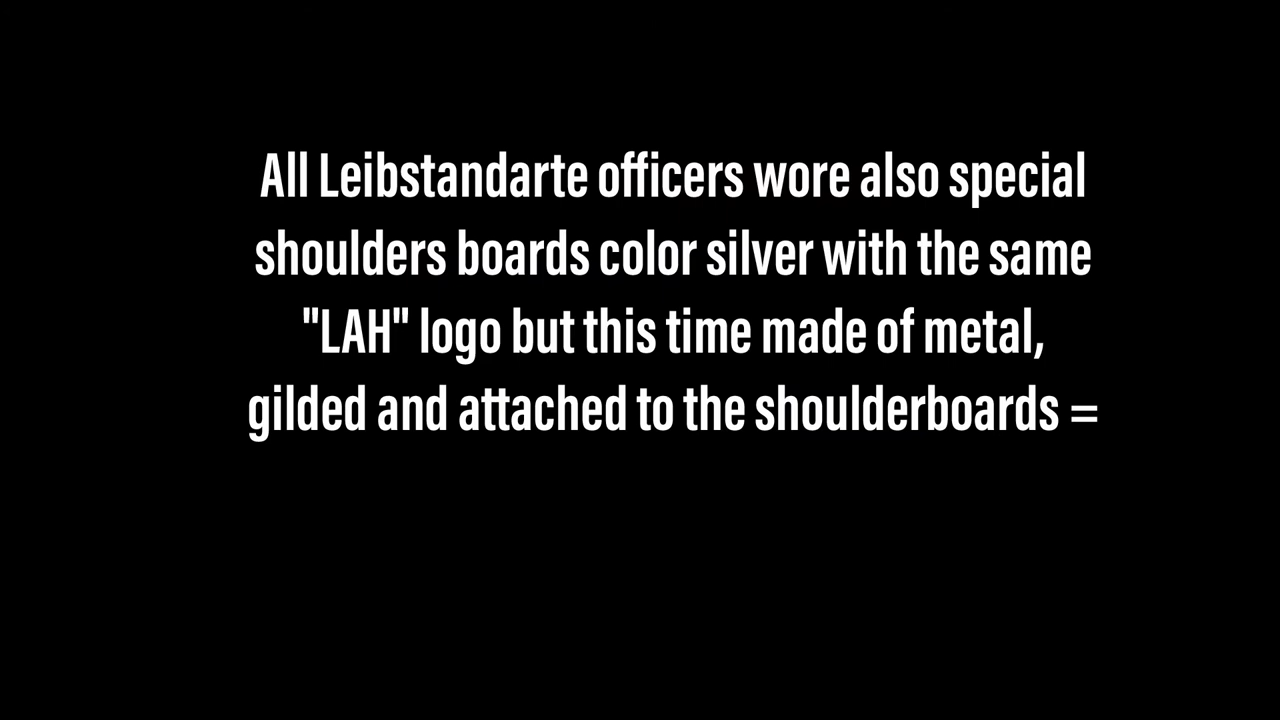 All Leibstandarte officers wore also special
shoulders boards color silver with the same
"LAH" logo but this time made of metal,
gilded and attached to the shoulderboards =